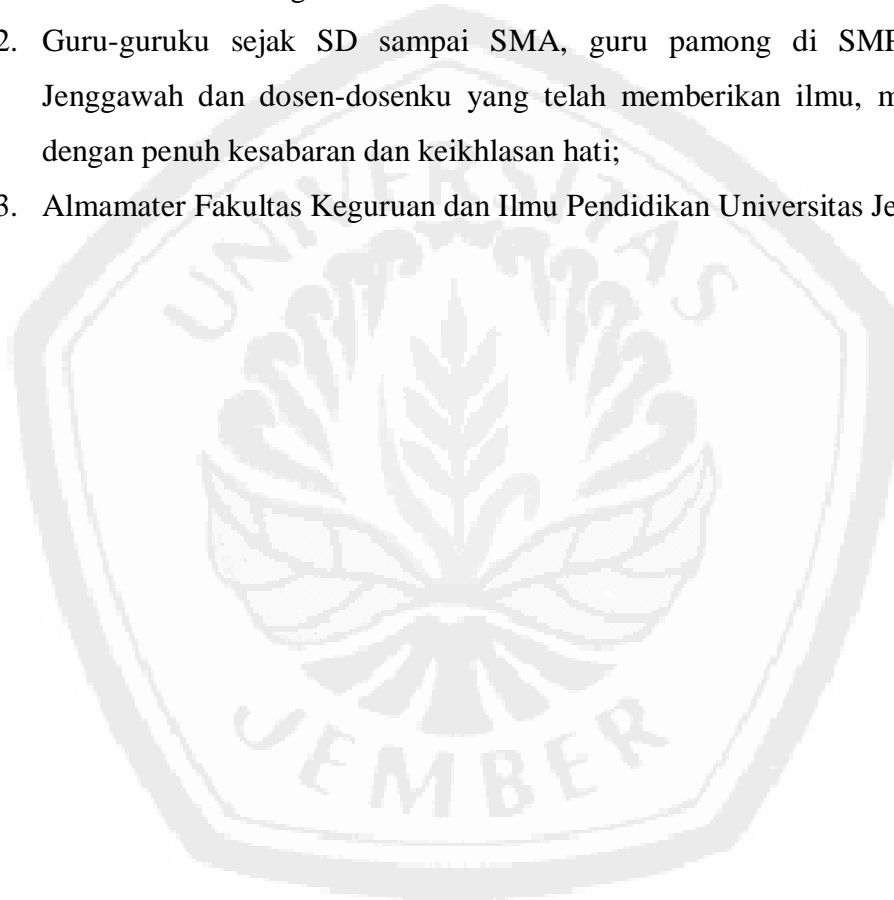 2. Guru-guruku sejak SD sampai SMA, guru pamong di
Jenggawah dan dosen-dosenku yang telah memberikan ilmu,
dengan penuh kesabaran dan keikhlasan hati;
3. Almamater Fakultas Keguruan dan Ilmu Pendidikan Universitas
UNIVERSITAS
JEMBER